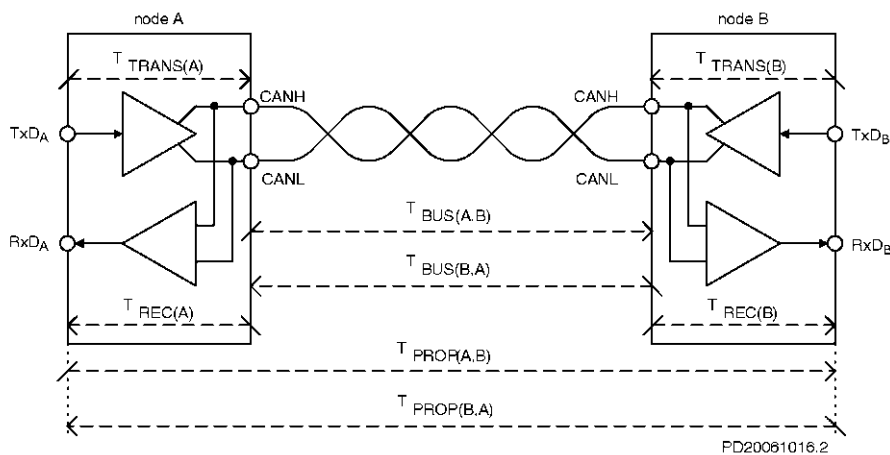 node A
node B
T TRANS(A)
T TRANS(B)
CANH
CANH
TxDA
TxDB
CANL
CANL
T BUS(A,B)
RxDA
RxDB
T BUS(B,A)
T REC(A)
T REC(B)
T PROP(A,B)
T PROP(B,A)
PD20061016.2